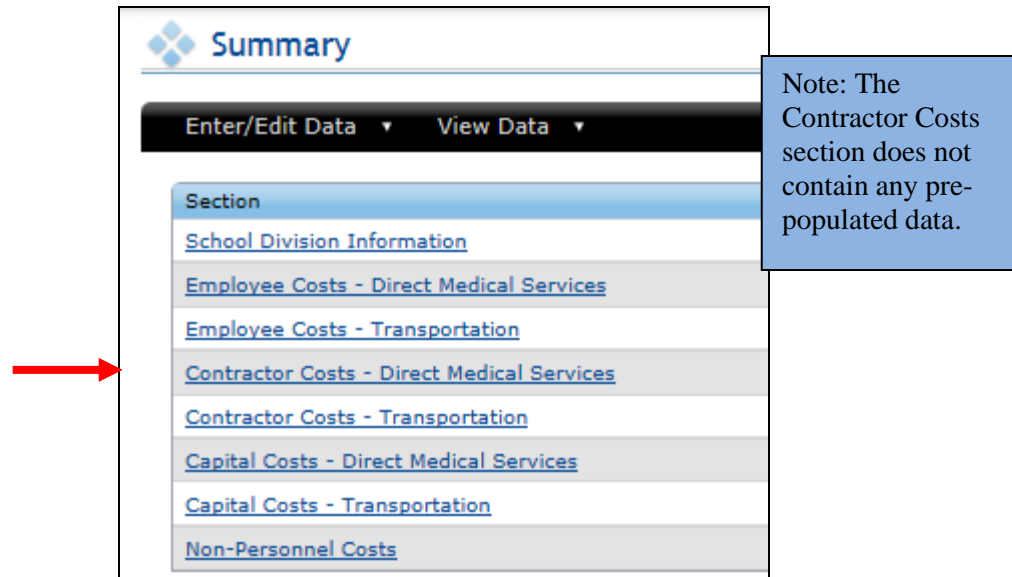 Summary
Enter/Edit Data ▼ View Data ▼
Note: The
Contractor Costs
section does not
contain any pre-
populated data.
Section
School Division Information
Employee Costs - Direct Medical Services
Employee Costs - Transportation
Contractor Costs - Direct Medical Services
Contractor Costs - Transportation
Capital Costs - Direct Medical Services
Capital Costs - Transportation
Non-Personnel Costs